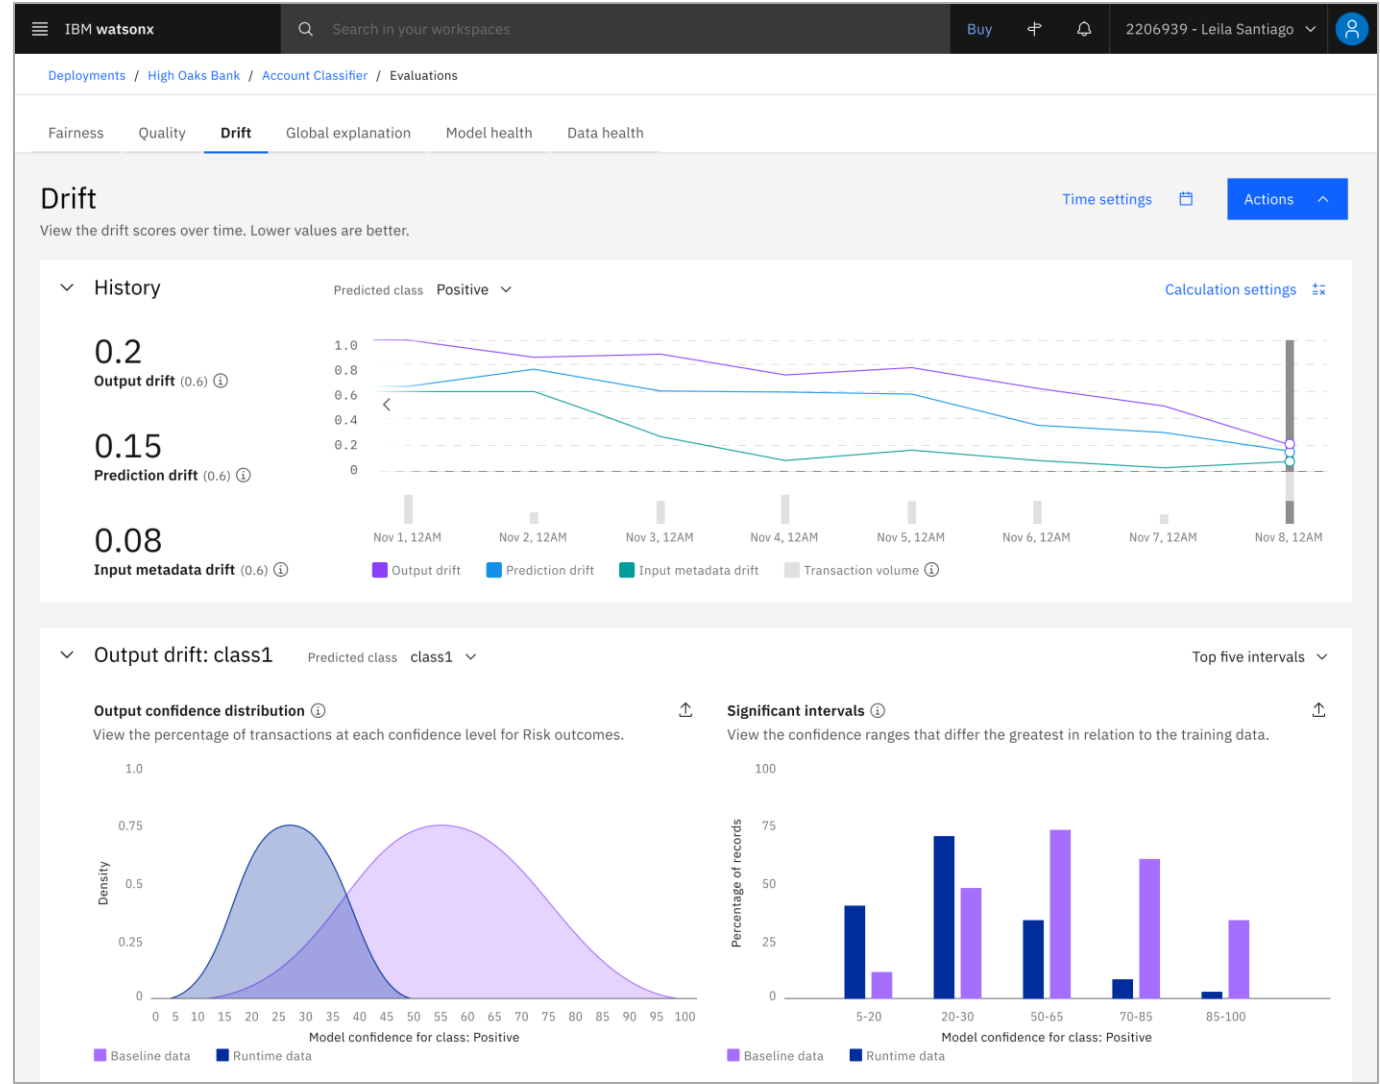 IBM watsonx
Search in your workspaces
Buy
2206939 - Leila Santiago
Deployments / High Oaks Bank / Account Classifier / Evaluations
Fairness Quality Drift Global explanation Model health Data health
Drift
View the drift scores over time. Lower values are better.
Time settings
Actions
History
Predicted class Positive
Calculation settings
0.2
Output drift (0.6)
0.15
Prediction drift (0.6)
0.08
Input metadata drift (0.6)
1.0
0.8
0.6
0.4
0.2
0
Nov 1, 12AM Nov 2, 12AM Nov 3, 12AM Nov 4, 12AM Nov 5, 12AM Nov 6, 12AM Nov 7, 12AM Nov 8, 12AM
Output drift Prediction drift Input metadata drift Transaction volume
Output drift: class1
Predicted class class1
Top five intervals
Output confidence distribution
View the percentage of transactions at each confidence level for Risk outcomes.
1.0
0.75
0.5
0.25
0
Density
0 5 10 15 20 25 30 35 40 45 50 55 60 65 70 75 80 85 90 95 100
Model confidence for class: Positive
Baseline data Runtime data
Significant intervals
View the confidence ranges that differ the greatest in relation to the training data.
100
75
50
25
0
Percentage of records
5-20 20-30 50-65 70-85 85-100
Model confidence for class: Positive
Baseline data Runtime data